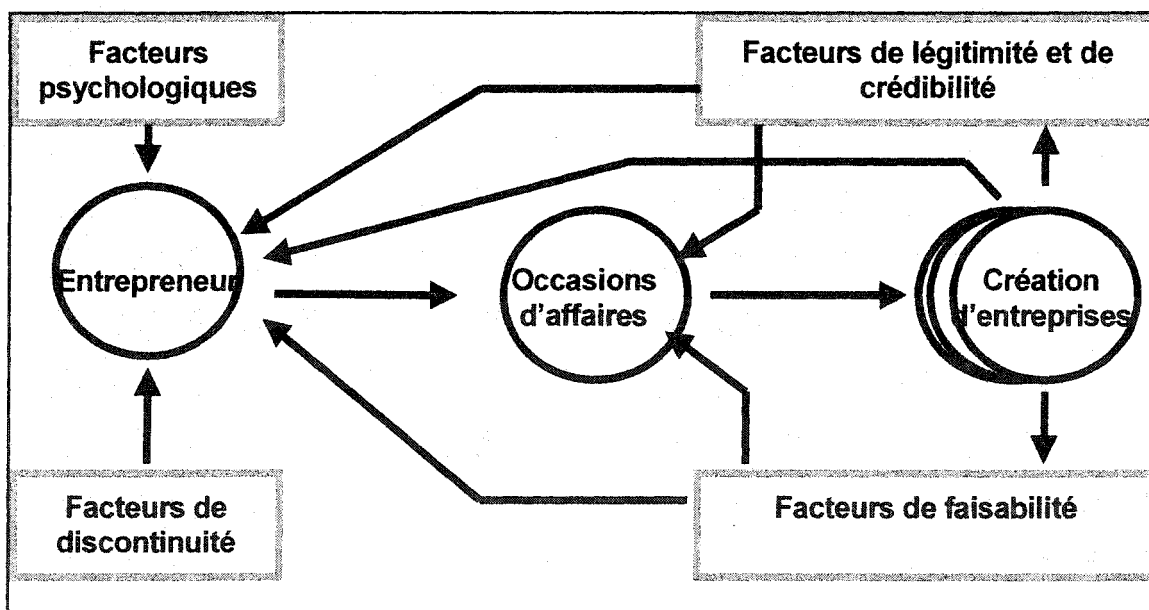 Facteurs
psychologiques
Facteurs de légitimité et de
crédibilité
Entrepreneur
Occasions
d'affaires
Création
d'entreprises
Facteurs de
discontinuité
Facteurs de faisabilité